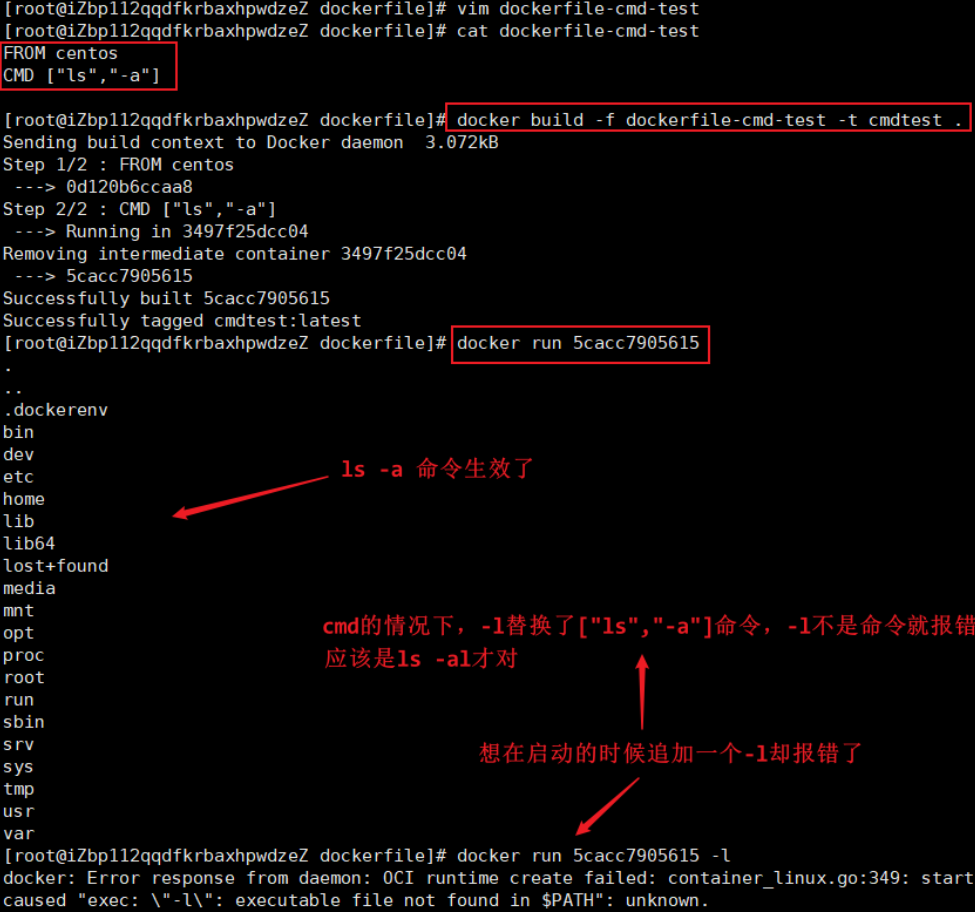 [root@iZbp112qqdfkrbaxhpwdzeZ dockerfile]# vim dockerfile-cmd-test
[root@iZbp112qqdfkrbaxhpwdzeZ dockerfile]# cat dockerfile-cmd-test
FROM centos
CMD ["ls","-a"]
[root@iZbp112qqdfkrbaxhpwdzeZ dockerfile]# docker build -f dockerfile-cmd-test -t cmdtest .
Sending build context to Docker daemon  3.072kB
Step 1/2 : FROM centos
 ---> 0d120b6ccaa8
Step 2/2 : CMD ["ls","-a"]
 ---> Running in 3497f25dcc04
Removing intermediate container 3497f25dcc04
 ---> 5cacc7905615
Successfully built 5cacc7905615
Successfully tagged cmdtest:latest
[root@iZbp112qqdfkrbaxhpwdzeZ dockerfile]# docker run 5cacc7905615
.
..
.dockerenv
bin
dev
ls -a 命令生效了
etc
home
lib
lib64
lost+found
media
mnt
cmd的情况下，-l替换了["ls","-a"]命令，-l不是命令就报错
opt
应该是ls -al才对
proc
root
run
sbin
srv
想在启动的时候追加一个-l却报错了
sys
tmp
usr
var
[root@iZbp112qqdfkrbaxhpwdzeZ dockerfile]# docker run 5cacc7905615 -l
docker: Error response from daemon: OCI runtime create failed: container_linux.go:349: start
caused "exec: \"-l\": executable file not found in $PATH": unknown.